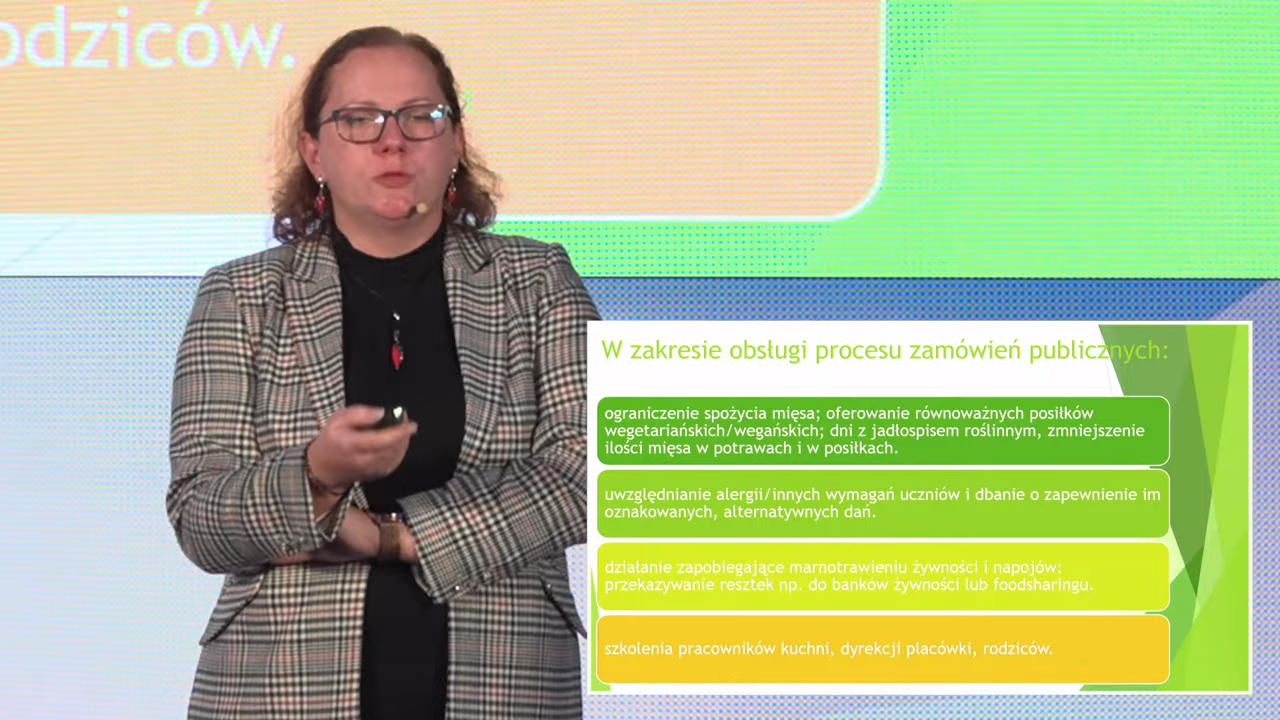 odziców.
W zakresie obsługi procesu zamówień publicznych:
ograniczenie spożycia mięsa; oferowanie równoważnych posiłków
wegetariańskich/wegańskich; dni z jadłospisem roślinnym, zmniejszenie
ilości mięsa w potrawach i w posiłkach.
uwzględnianie alergii/innych wymagań uczniów i dbanie o zapewnienie im
oznakowanych, alternatywnych dań.
działanie zapobiegające marnotrawieniu żywności i napojów:
przekazywanie resztek np. do banków żywności lub foodsharingu.
szkolenia pracowników kuchni, dyrekcji placówki, rodziców.